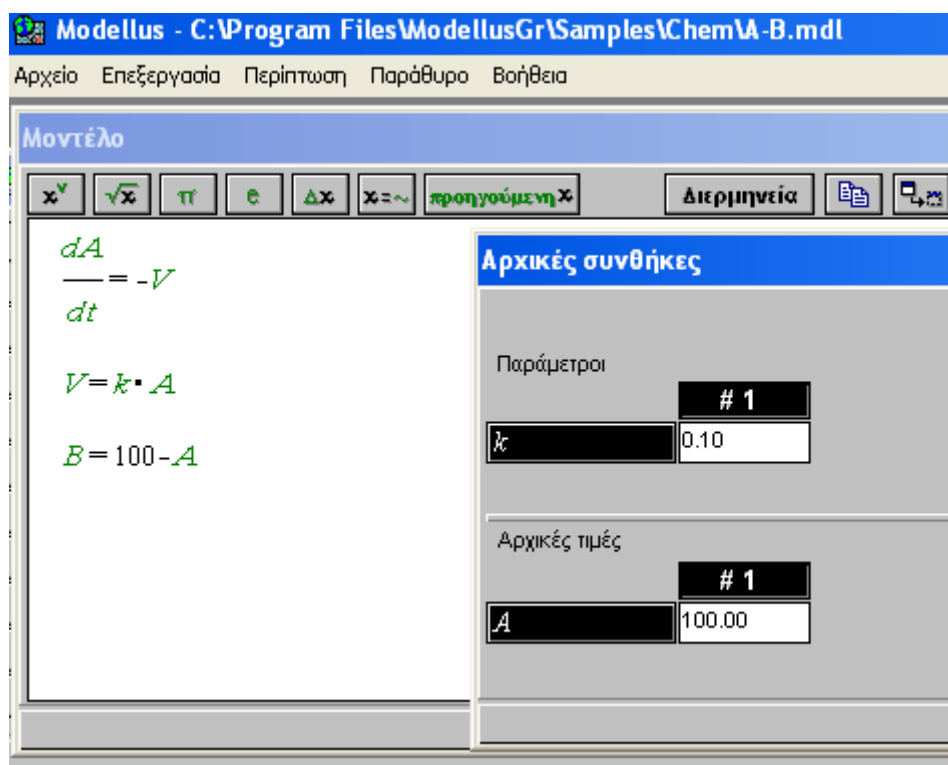 Modellus - C:\Program Files\ModellusGr\Samples\Chem\A-B.mdl
Αρχείο Επεξεργασία Περίπτωση Παράθυρο Βοήθεια
Μοντέλο
xʸ √x π e Δx x=~ προηγούμενη x Διερμηνεία
dA
— = -V
dt
V=k▪ A
B=100-A
Αρχικές συνθήκες
Παράμετροι
# 1
k 0.10
Αρχικές τιμές
# 1
A 100.00